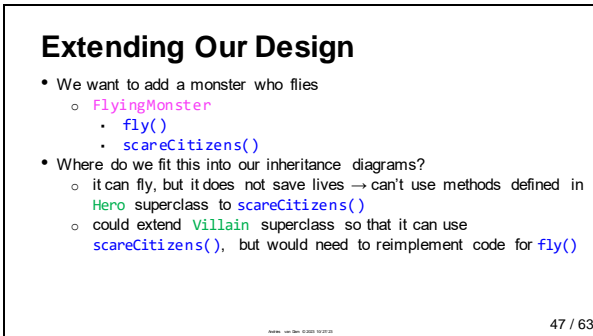 Extending Our Design
• We want to add a monster who flies
o FlyingMonster
▪ fly()
▪ scareCitizens()
• Where do we fit this into our inheritance diagrams?
o it can fly, but it does not save lives → can't use methods defined in
Hero superclass to scareCitizens()
o could extend Villain superclass so that it can use
scareCitizens(), but would need to reimplement code for fly()
47 / 63